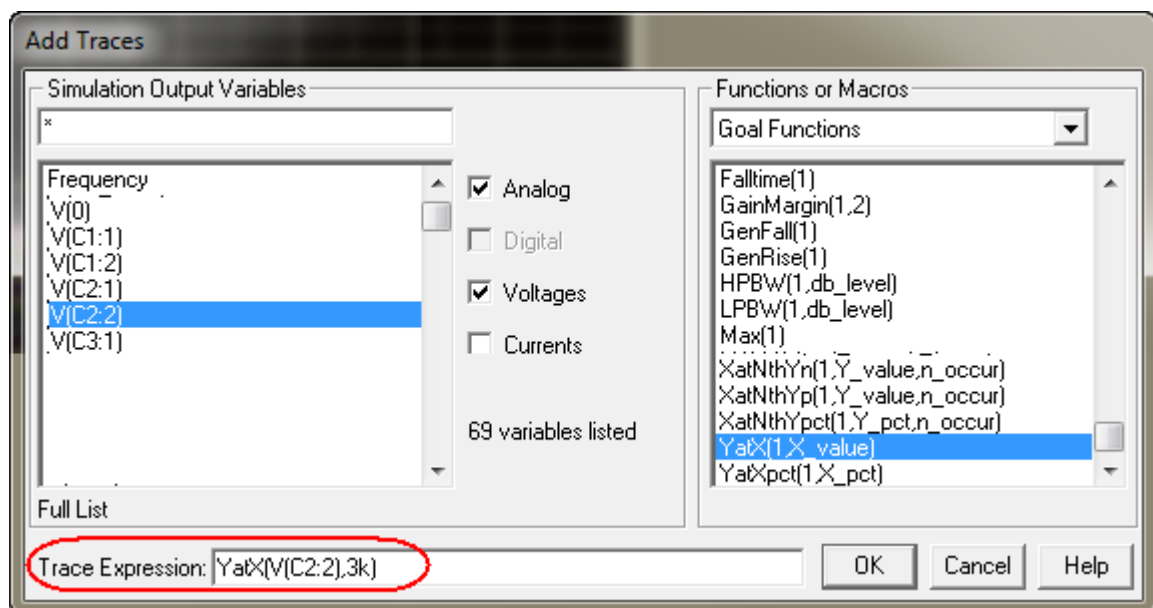 Add Traces
Simulation Output Variables
*
Frequency
V(0)
V(C1:1)
V(C1:2)
V(C2:1)
V(C2:2)
V(C3:1)
Full List
Analog
Digital
Voltages
Currents
69 variables listed
Functions or Macros
Goal Functions
Falltime(1)
GainMargin(1,2)
GenFall(1)
GenRise(1)
HPBW(1,db_level)
LPBW(1,db_level)
Max(1)
XatNthYn(1,Y_value,n_occur)
XatNthYp(1,Y_value,n_occur)
XatNthYpct(1,Y_pct,n_occur)
YatX(1,X_value)
YatXpct(1,X_pct)
Trace Expression: YatX(V(C2:2),3k)
OK Cancel Help